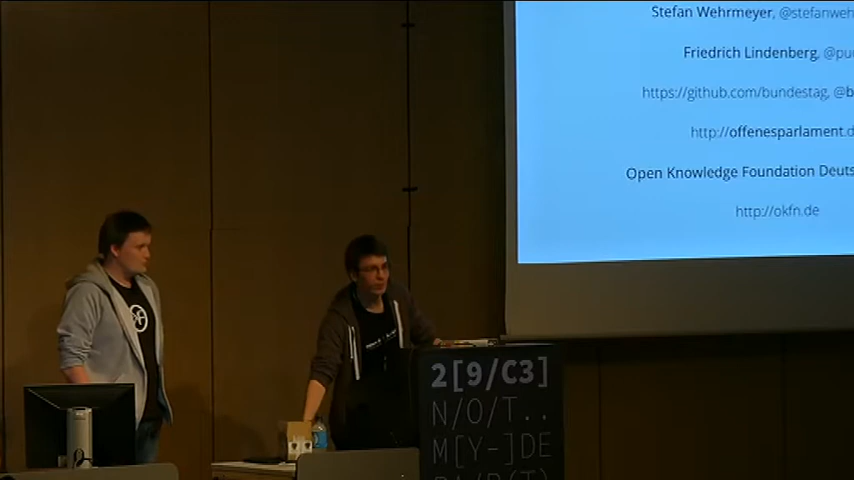 Stefan Wehrmeyer, @stefanweh
Friedrich Lindenberg, @pu
https://github.com/bundestag, @b
http://offenesparlament.d
Open Knowledge Foundation Deuts
http://okfn.de
2[9/C3]
N/O/T..
M[Y-]DE